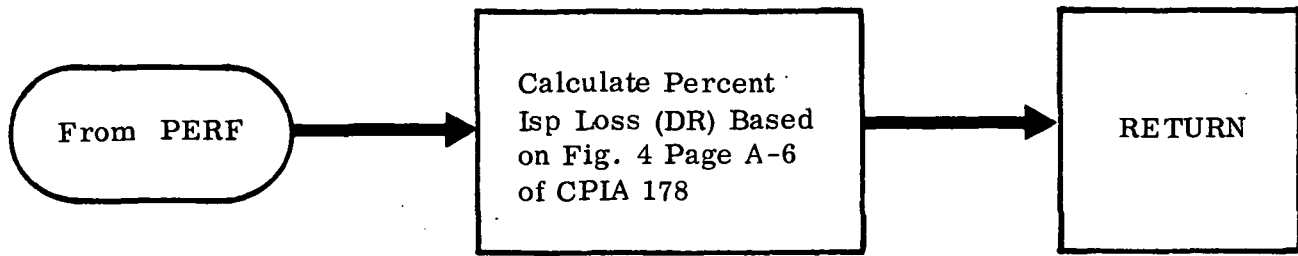 From PERF
Calculate Percent
Isp Loss (DR) Based
on Fig. 4 Page A-6
of CPIA 178
RETURN